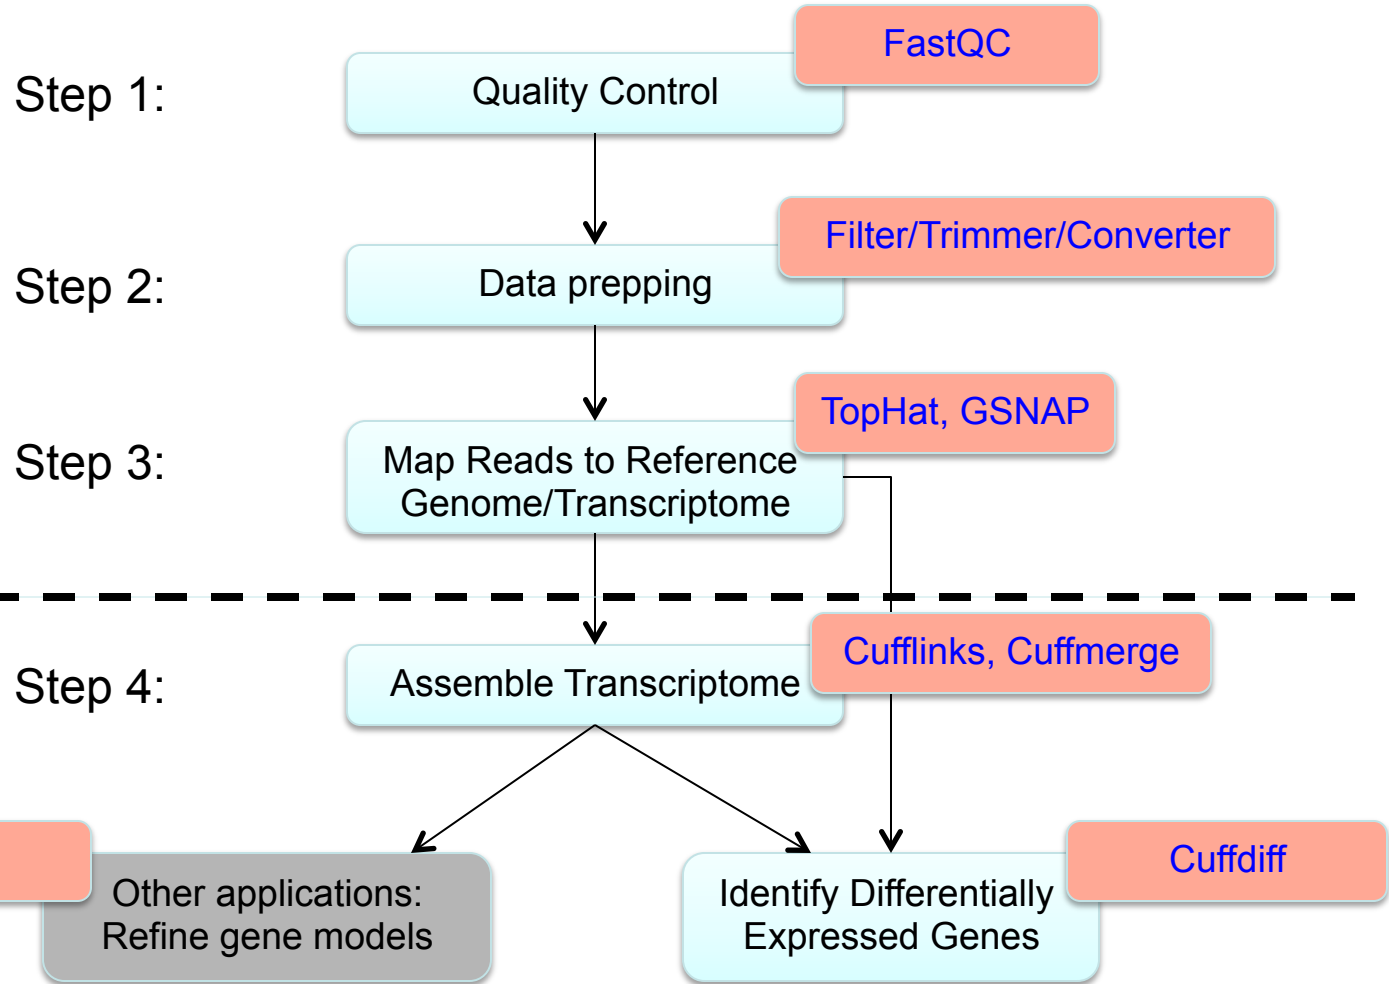 FastQC
Step 1:
Quality Control
Filter/Trimmer/Converter
Step 2:
Data prepping
TopHat, GSNAP
Step 3:
Map Reads to Reference
Genome/Transcriptome
Cufflinks, Cuffmerge
Step 4:
Assemble Transcriptome
Cuffdiff
Other applications:
Refine gene models
Identify Differentially
Expressed Genes